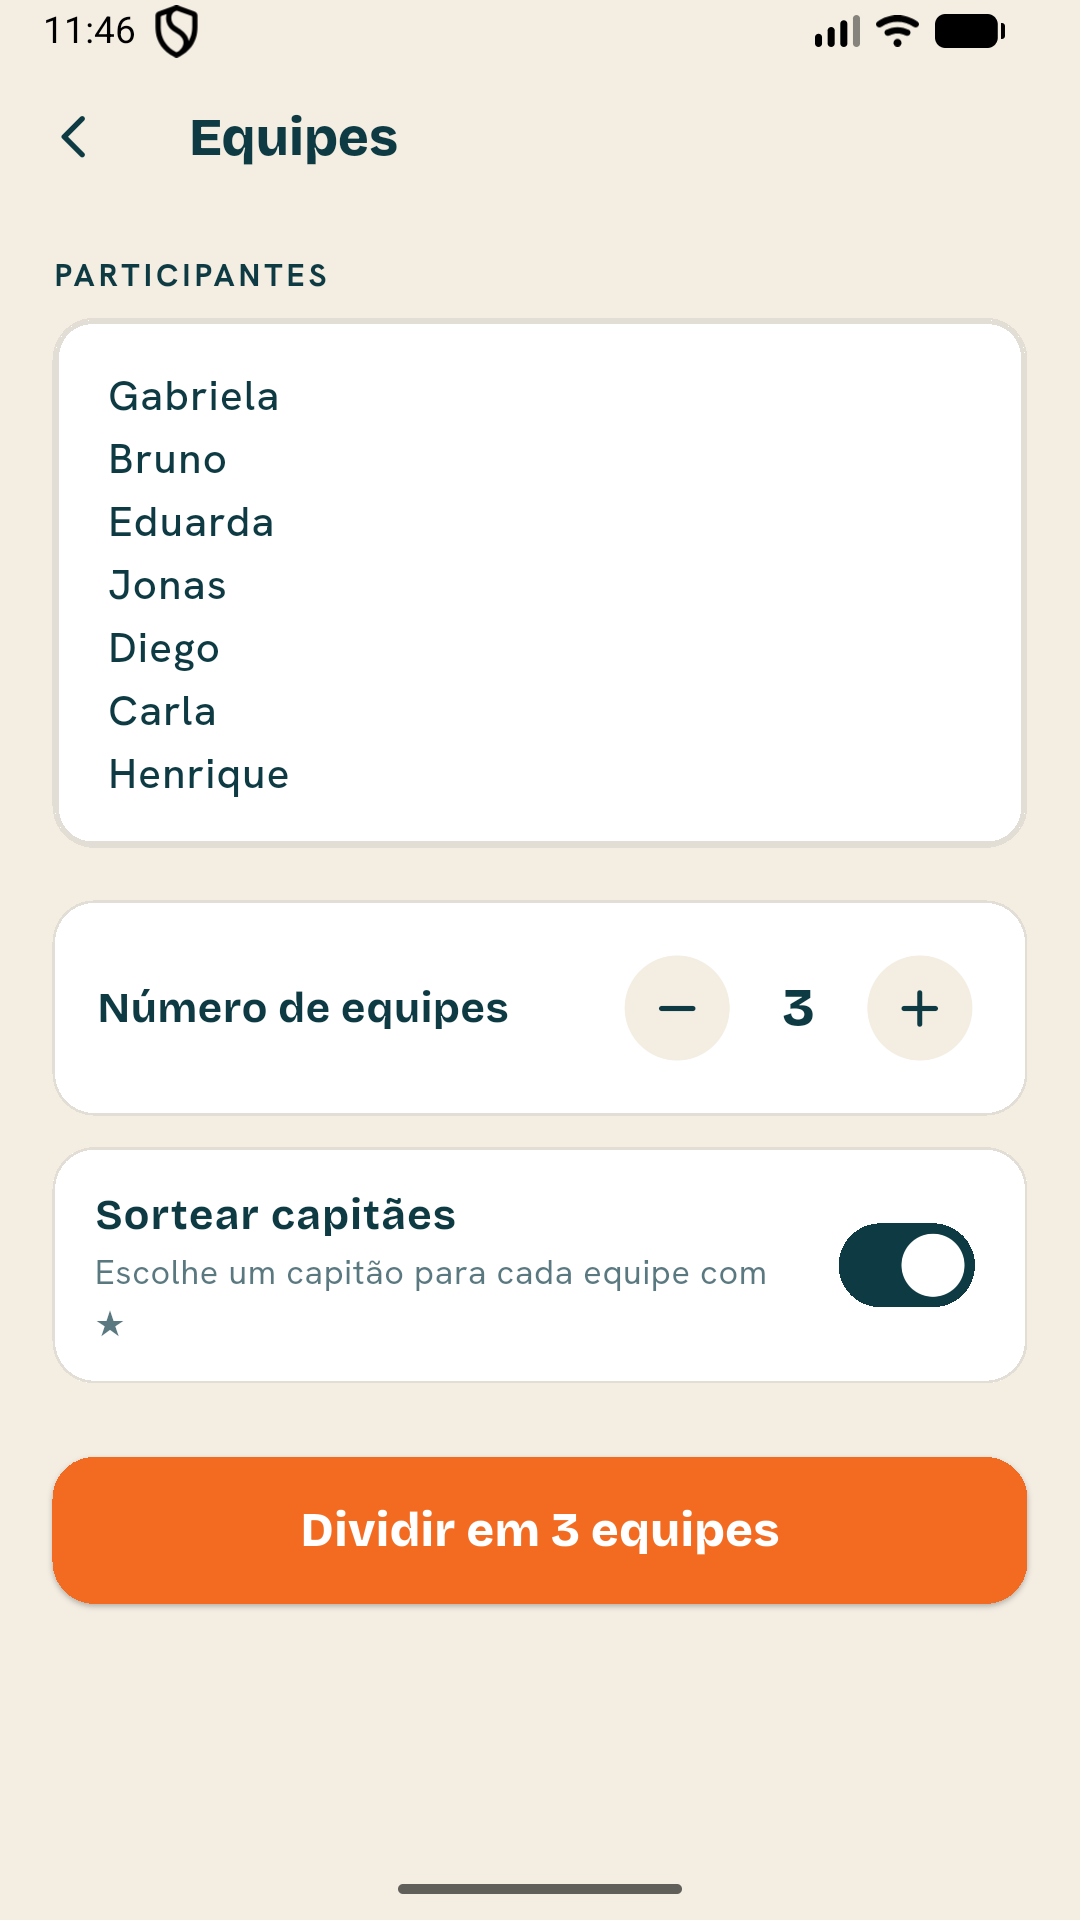 11:46
Equipes
PARTICIPANTES
Gabriela
Bruno
Eduarda
Jonas
Diego
Carla
Henrique
Número de equipes
3
Sortear capitães
Escolhe um capitão para cada equipe com
★
Dividir em 3 equipes